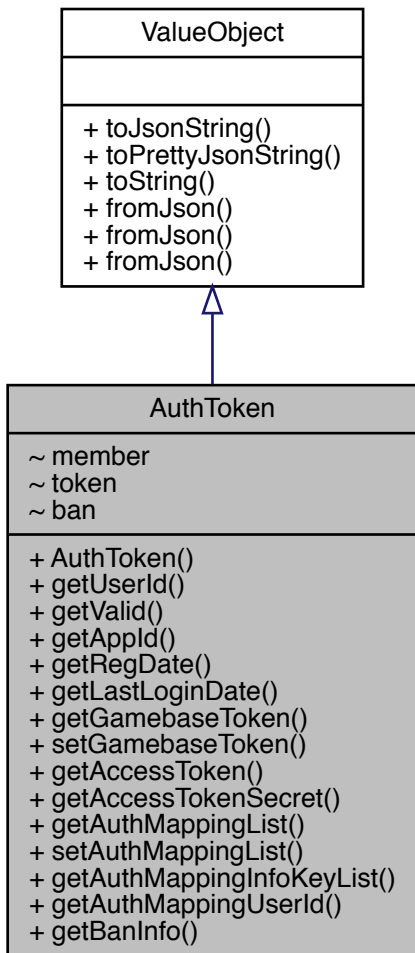 ValueObject
+ toJsonString()
+ toPrettyJsonString()
+ toString()
+ fromJson()
+ fromJson()
+ fromJson()
AuthToken
~ member
~ token
~ ban
+ AuthToken()
+ getUserId()
+ getValid()
+ getAppId()
+ getRegDate()
+ getLastLoginDate()
+ getGamebaseToken()
+ setGamebaseToken()
+ getAccessToken()
+ getAccessTokenSecret()
+ getAuthMappingList()
+ setAuthMappingList()
+ getAuthMappingInfoKeyList()
+ getAuthMappingUserId()
+ getBanInfo()